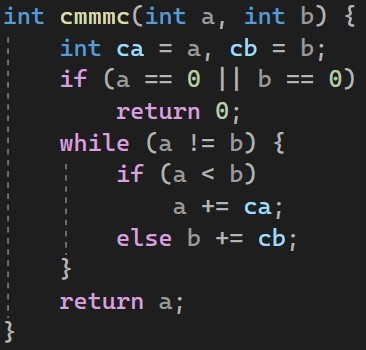 int cmmmc(int a, int b) {
    int ca = a, cb = b;
    if (a == 0 || b == 0)
        return 0;
    while (a != b) {
        if (a < b)
            a += ca;
        else b += cb;
    }
    return a;
}